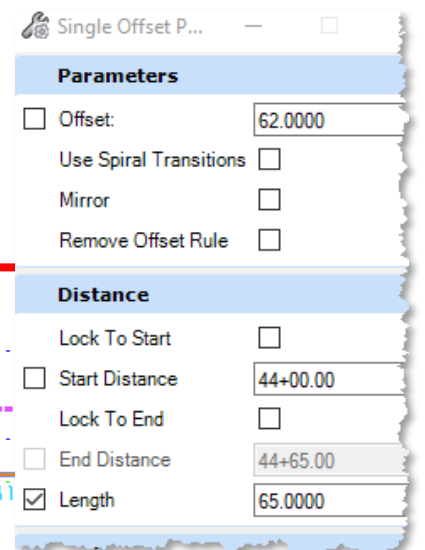 Single Offset P...
Parameters
Offset: 62.0000
Use Spiral Transitions
Mirror
Remove Offset Rule
Distance
Lock To Start
Start Distance 44+00.00
Lock To End
End Distance 44+65.00
Length 65.0000